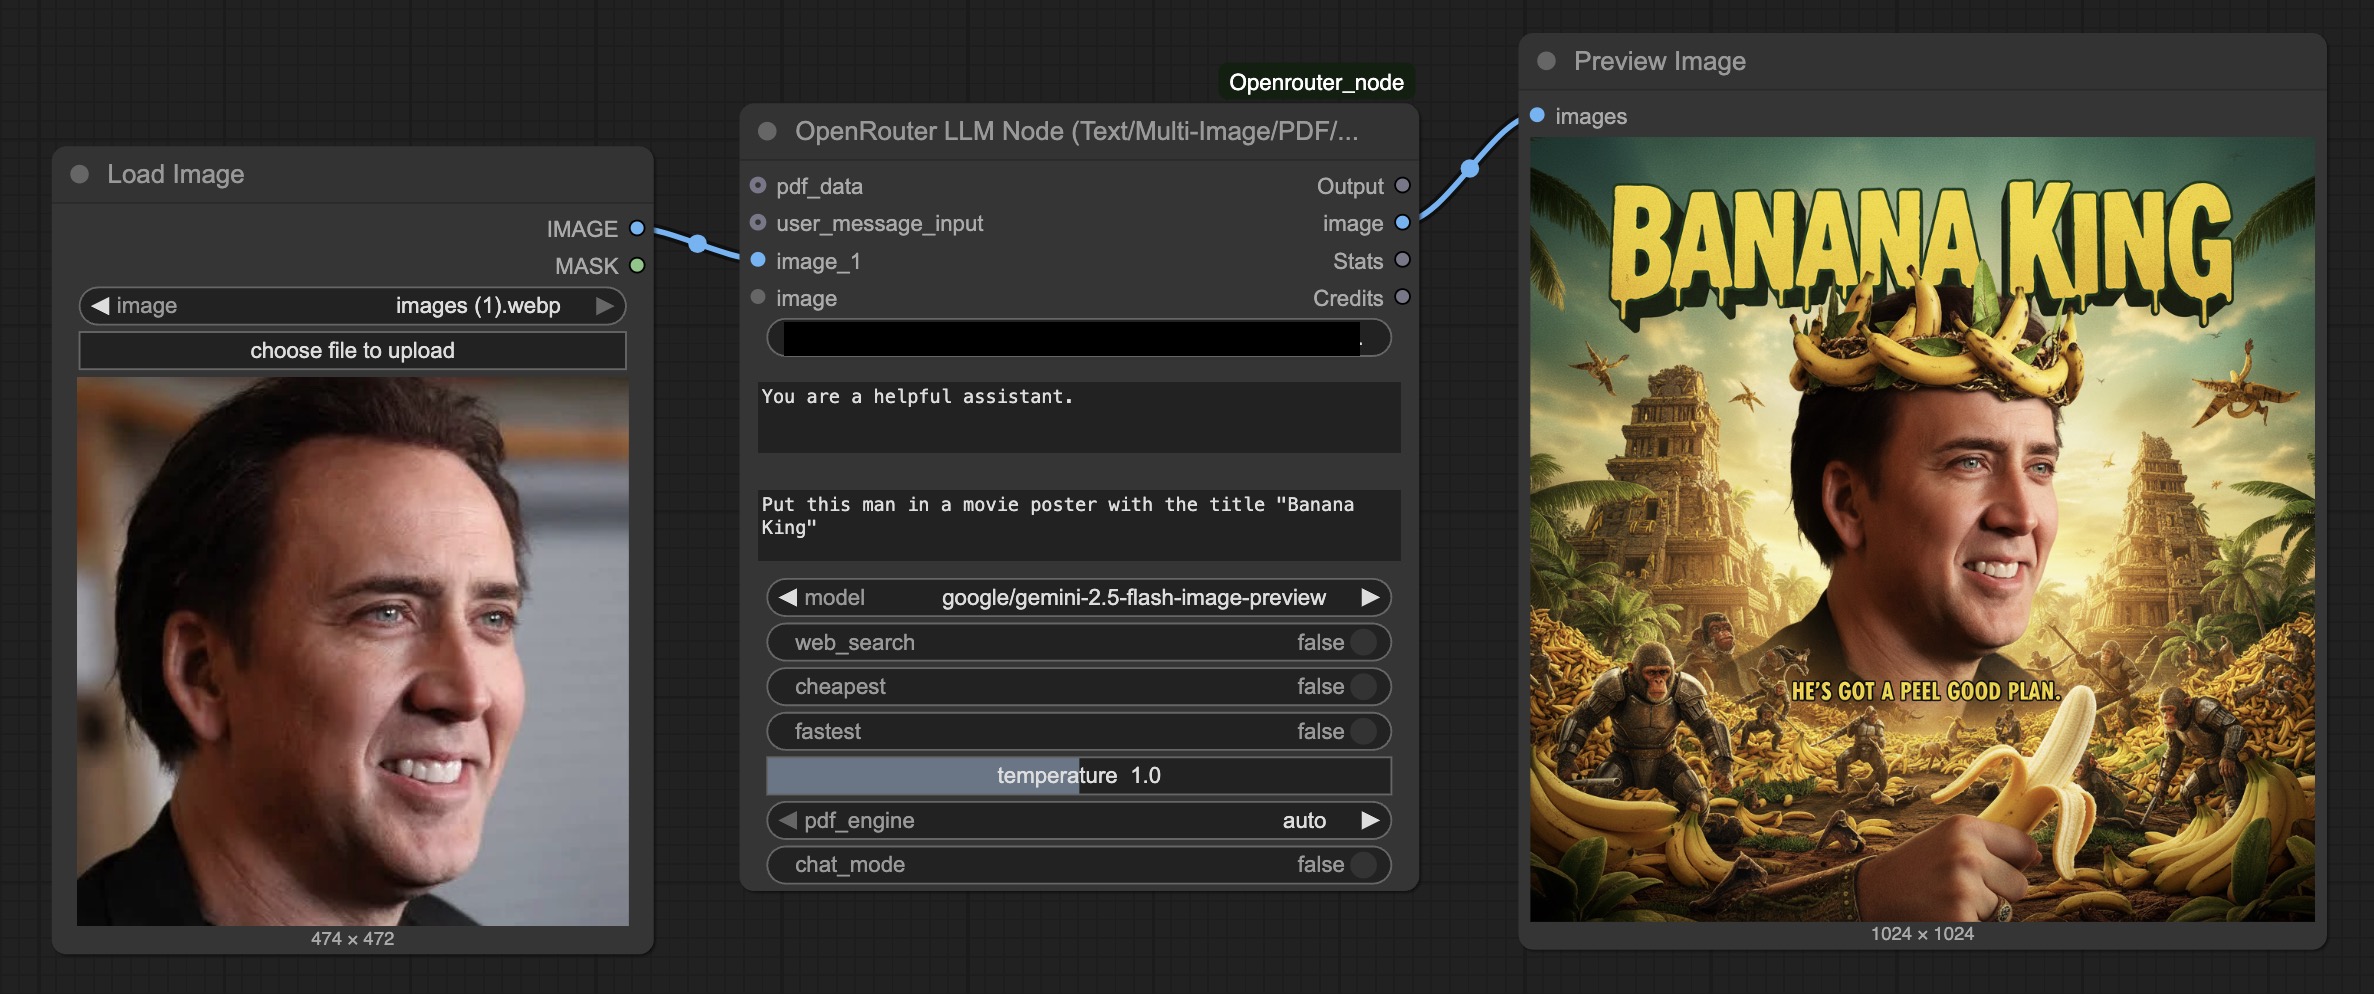 Load Image
IMAGE
MASK
image images (1).webp
choose file to upload
474 × 472
Openrouter_node
OpenRouter LLM Node (Text/Multi-Image/PDF/...
pdf_data Output
user_message_input image
image_1 Stats
image Credits
You are a helpful assistant.
Put this man in a movie poster with the title "Banana
King"
model google/gemini-2.5-flash-image-preview
web_search false
cheapest false
fastest false
temperature 1.0
pdf_engine auto
chat_mode false
Preview Image
images
BANANA KING
HE'S GOT A PEEL GOOD PLAN.
1024 × 1024